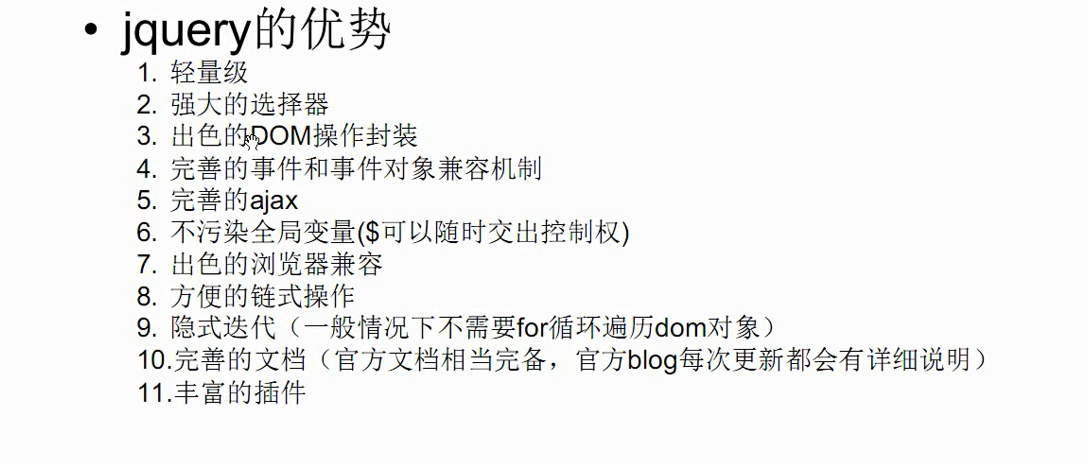 • jquery的优势
1. 轻量级
2. 强大的选择器
3. 出色的DOM操作封装
4. 完善的事件和事件对象兼容机制
5. 完善的ajax
6. 不污染全局变量($可以随时交出控制权)
7. 出色的浏览器兼容
8. 方便的链式操作
9. 隐式迭代（一般情况下不需要for循环遍历dom对象）
10.完善的文档（官方文档相当完备，官方blog每次更新都会有详细说明）
11.丰富的插件